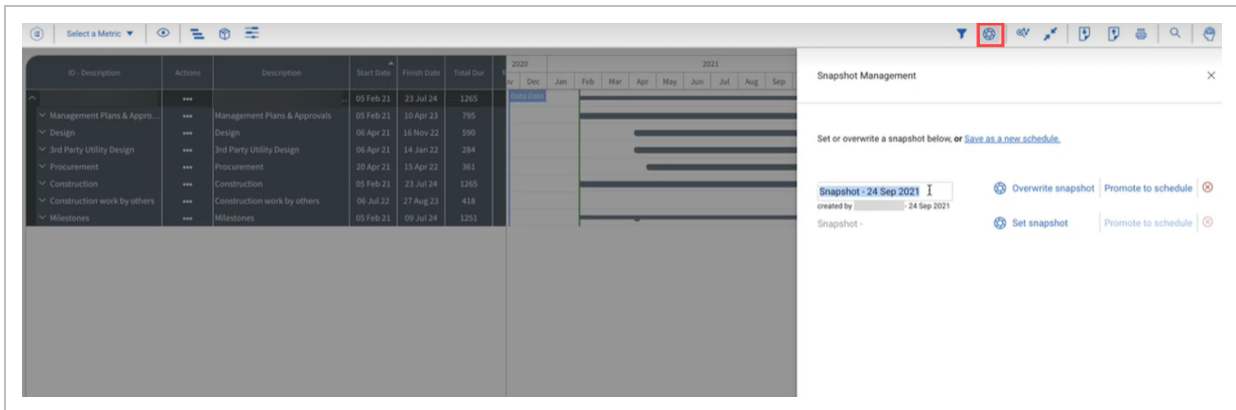 Select a Metric
2020 2021
ID - Description Actions Description Start Date Finish Date Total Dur
ov Dec Jan Feb Mar Apr May Jun Jul Aug Sep
Data Date
••• .. 05 Feb 21 23 Jul 24 1265
Management Plans & Appro... ••• Management Plans & Approvals 05 Feb 21 10 Apr 23 795
Design ••• Design 06 Apr 21 16 Nov 22 590
3rd Party Utility Design ••• 3rd Party Utility Design 06 Apr 21 14 Jan 22 284
Procurement ••• Procurement 20 Apr 21 15 Apr 22 361
Construction ••• Construction 05 Feb 21 23 Jul 24 1265
Construction work by others ••• Construction work by others 06 Jul 22 27 Aug 23 418
Milestones ••• Milestones 05 Feb 21 09 Jul 24 1251
Snapshot Management
Set or overwrite a snapshot below, or Save as a new schedule.
Snapshot - 24 Sep 2021 Overwrite snapshot Promote to schedule
created by - 24 Sep 2021
Snapshot - Set snapshot Promote to schedule